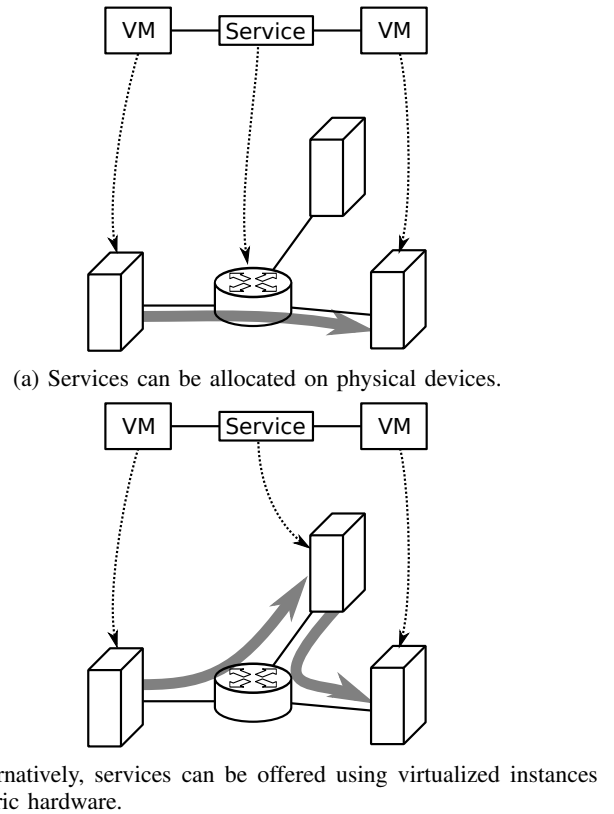 VM Service VM
(a) Services can be allocated on physical devices.
VM Service VM
rnatively, services can be offered using virtualized instances
ric hardware.